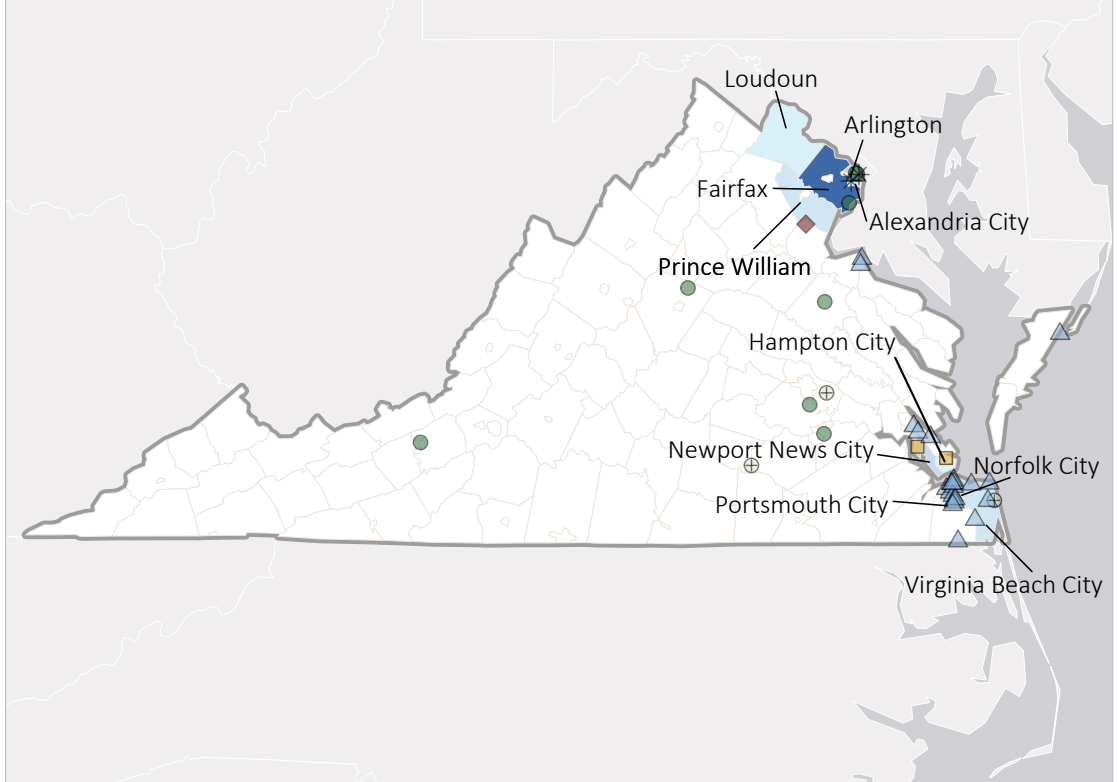 Loudoun
Arlington
Fairfax
Alexandria City
Prince William
Hampton City
Newport News City
Norfolk City
Portsmouth City
Virginia Beach City